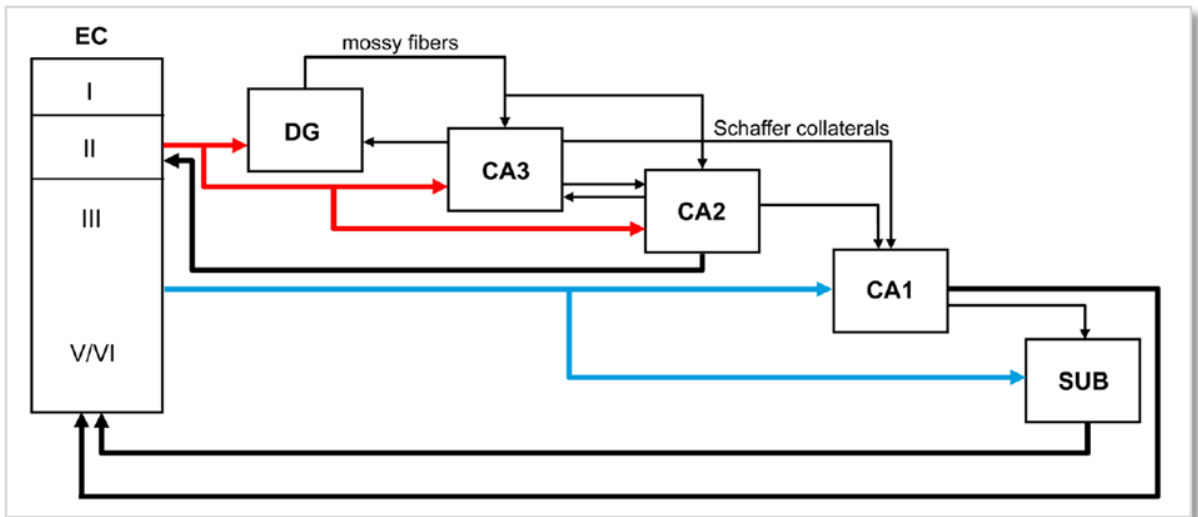 EC
I
II
III
V/VI
mossy fibers
DG
CA3
Schaffer collaterals
CA2
CA1
SUB